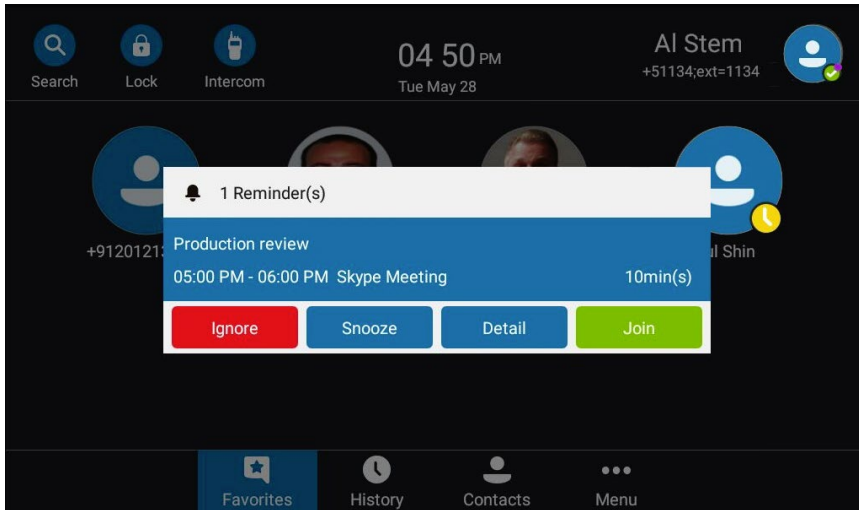 Search
Lock
Intercom
04 50 PM
Tue May 28
Al Stem
+51134;ext=1134
1 Reminder(s)
Production review
05:00 PM - 06:00 PM Skype Meeting
10min(s)
Ignore
Snooze
Detail
Join
Shin
Favorites
History
Contacts
Menu